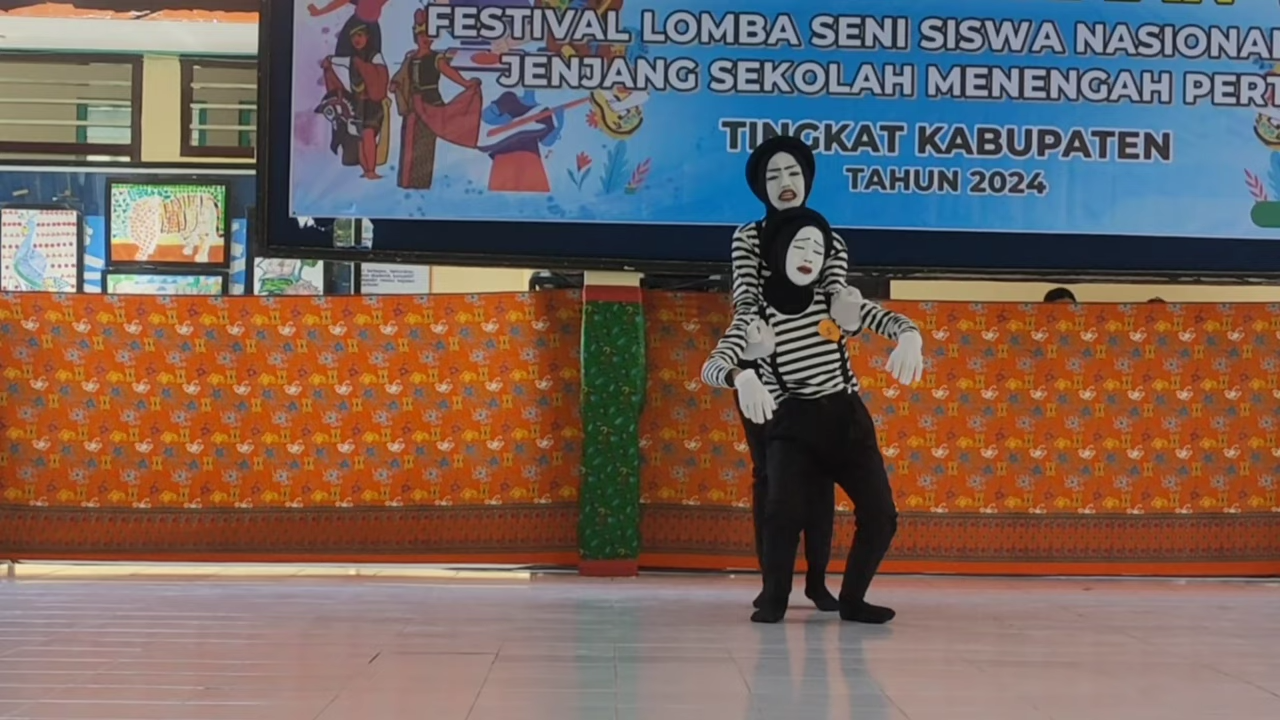 FESTIVAL LOMBA SENI SISWA NASIONAL
JENJANG SEKOLAH MENENGAH PERT
TINGKAT KABUPATEN
TAHUN 2024